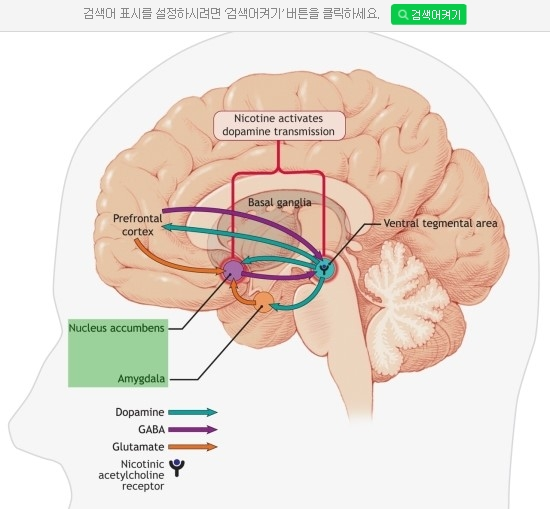 검색어 표시를 설정하시려면 '검색어켜기' 버튼을 클릭하세요.
검색어켜기
Nicotine activates
dopamine transmission
Basal ganglia
Prefrontal
cortex
Ventral tegmental area
Nucleus accumbens
Amygdala
Dopamine
GABA
Glutamate
Nicotinic
acetylcholine
receptor